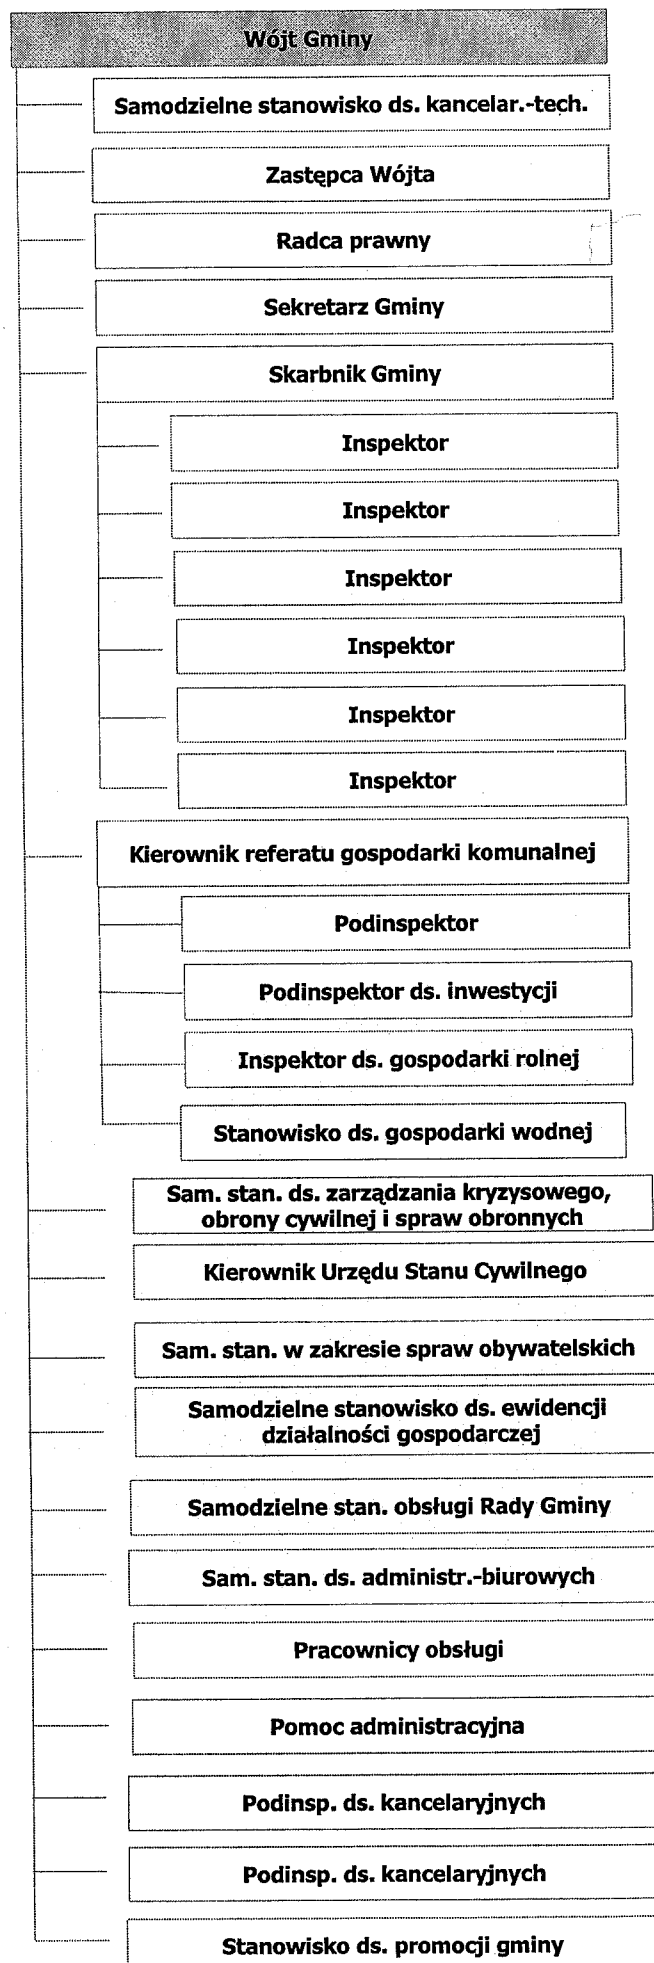 Wójt Gminy
Samodzielne stanowisko ds. kancelar.-tech.
Zastępca Wójta
Radca prawny
Sekretarz Gminy
Skarbnik Gminy
Inspektor
Inspektor
Inspektor
Inspektor
Inspektor
Inspektor
Kierownik referatu gospodarki komunalnej
Podinspektor
Podinspektor ds. inwestycji
Inspektor ds. gospodarki rolnej
Stanowisko ds. gospodarki wodnej
Sam. stan. ds. zarządzania kryzysowego,
obrony cywilnej i spraw obronnych
Kierownik Urzędu Stanu Cywilnego
Sam. stan. w zakresie spraw obywatelskich
Samodzielne stanowisko ds. ewidencji
działalności gospodarczej
Samodzielne stan. obsługi Rady Gminy
Sam. stan. ds. administr.-biurowych
Pracownicy obsługi
Pomoc administracyjna
Podinsp. ds. kancelaryjnych
Podinsp. ds. kancelaryjnych
Stanowisko ds. promocji gminy